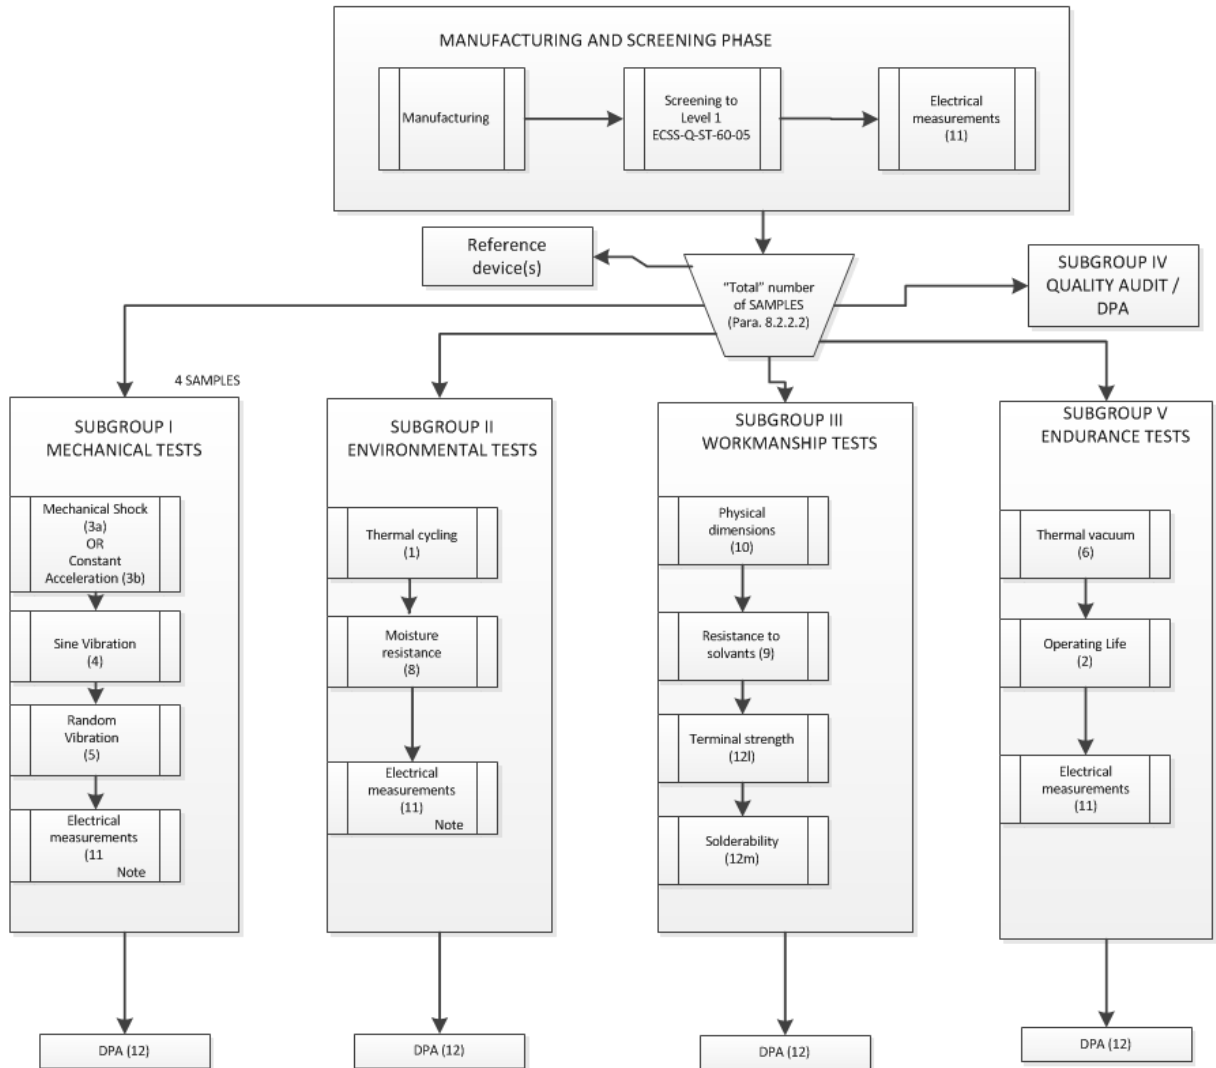 MANUFACTURING AND SCREENING PHASE
Manufacturing
Screening to
Level 1
ECSS-Q-ST-60-05
Electrical
measurements
(11)
Reference
device(s)
"Total" number
of SAMPLES
(Para. 8.2.2.2)
SUBGROUP IV
QUALITY AUDIT /
DPA
4 SAMPLES
SUBGROUP I
MECHANICAL TESTS
Mechanical Shock
(3a)
OR
Constant
Acceleration (3b)
Sine Vibration
(4)
Random
Vibration
(5)
Electrical
measurements
(11
Note
DPA (12)
SUBGROUP II
ENVIRONMENTAL TESTS
Thermal cycling
(1)
Moisture
resistance
(8)
Electrical
measurements
(11)
Note
DPA (12)
SUBGROUP III
WORKMANSHIP TESTS
Physical
dimensions
(10)
Resistance to
solvants (9)
Terminal strength
(12l)
Solderability
(12m)
DPA (12)
SUBGROUP V
ENDURANCE TESTS
Thermal vacuum
(6)
Operating Life
(2)
Electrical
measurements
(11)
DPA (12)